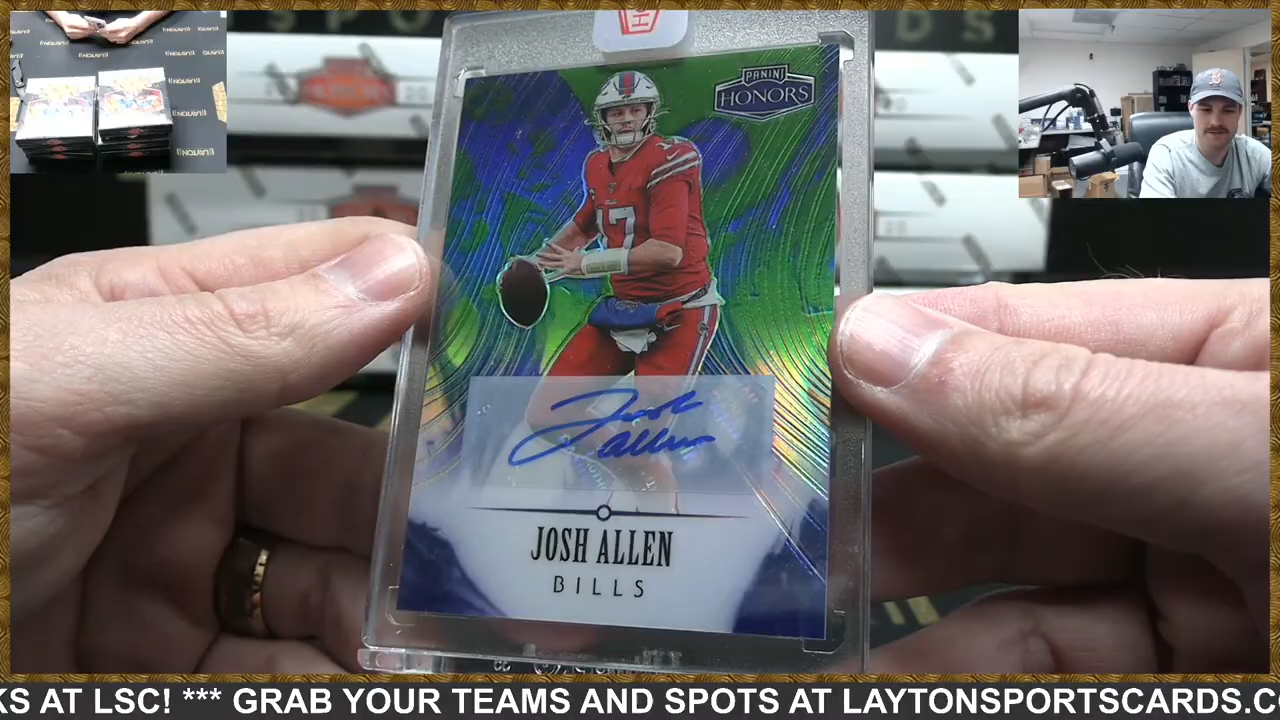 PANINI
HONORS
17
Josh
Allen
JOSH ALLEN
BILLS
KS AT LSC! *** GRAB YOUR TEAMS AND SPOTS AT LAYTONSPORTSCARDS.C